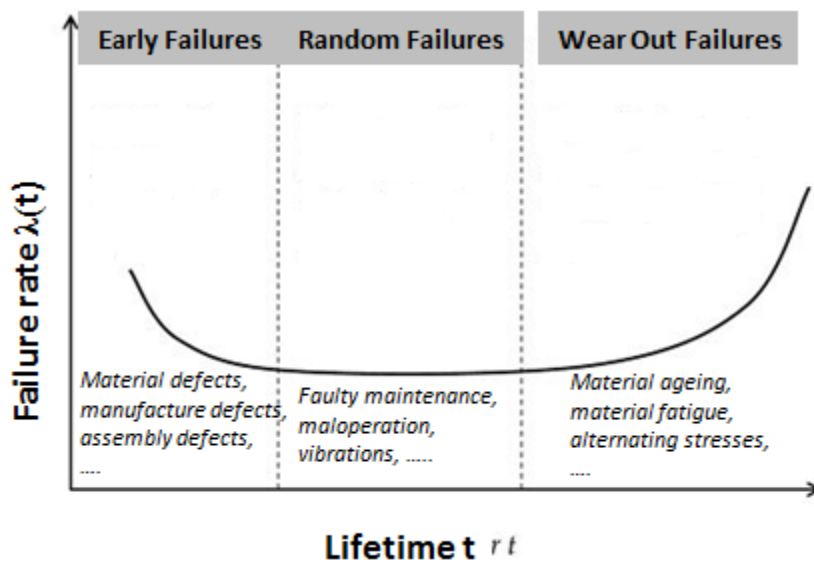 Early Failures
Random Failures
Wear Out Failures
Failure rate λ(t)
Material defects,
manufacture defects,
assembly defects,
....
Faulty maintenance,
maloperation,
vibrations, .....
Material ageing,
material fatigue,
alternating stresses,
....
Lifetime t r t